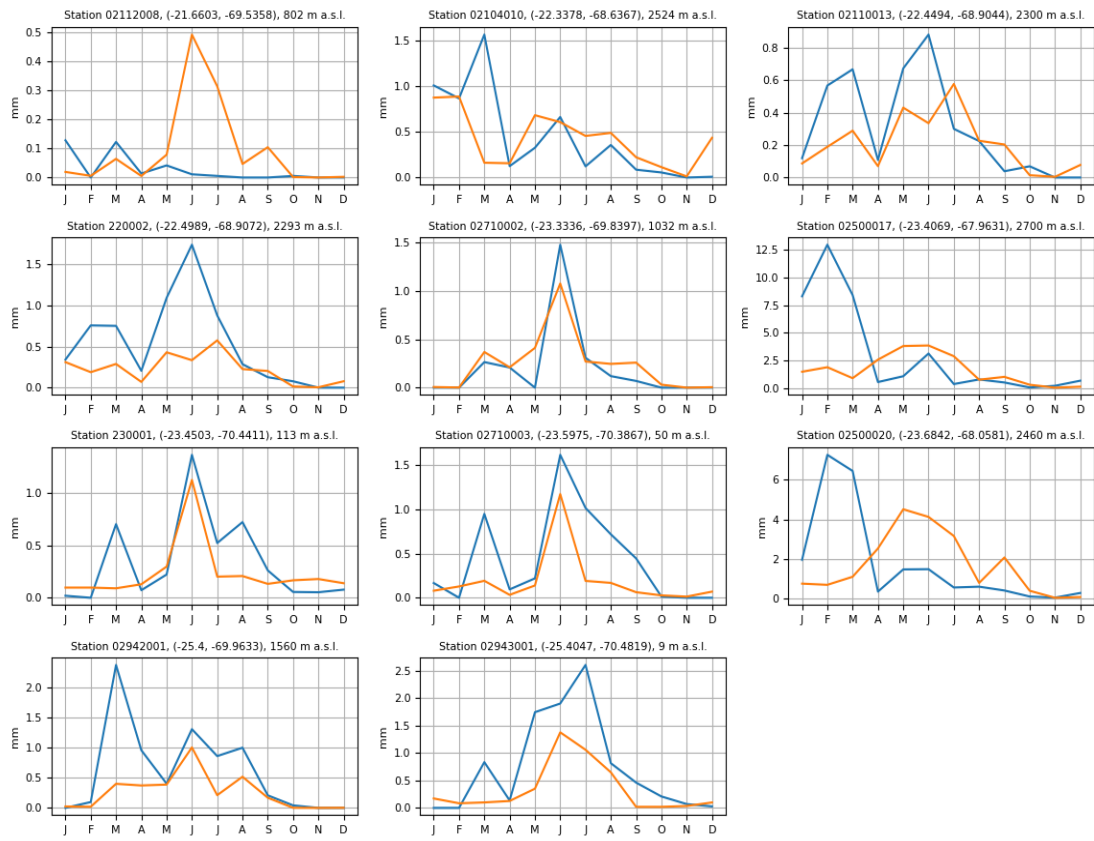 Station 02112008, (-21.6603, -69.5358), 802 m a.s.l.
mm
0.5
0.4
0.3
0.2
0.1
0.0
J F M A M J J A S O N D
Station 02104010, (-22.3378, -68.6367), 2524 m a.s.l.
mm
1.5
1.0
0.5
0.0
J F M A M J J A S O N D
Station 02110013, (-22.4494, -68.9044), 2300 m a.s.l.
mm
0.8
0.6
0.4
0.2
0.0
J F M A M J J A S O N D
Station 220002, (-22.4989, -68.9072), 2293 m a.s.l.
mm
1.5
1.0
0.5
0.0
J F M A M J J A S O N D
Station 02710002, (-23.3336, -69.8397), 1032 m a.s.l.
mm
1.5
1.0
0.5
0.0
J F M A M J J A S O N D
Station 02500017, (-23.4069, -67.9631), 2700 m a.s.l.
mm
12.5
10.0
7.5
5.0
2.5
0.0
J F M A M J J A S O N D
Station 230001, (-23.4503, -70.4411), 113 m a.s.l.
mm
1.0
0.5
0.0
J F M A M J J A S O N D
Station 02710003, (-23.5975, -70.3867), 50 m a.s.l.
mm
1.5
1.0
0.5
0.0
J F M A M J J A S O N D
Station 02500020, (-23.6842, -68.0581), 2460 m a.s.l.
mm
6
4
2
0
J F M A M J J A S O N D
Station 02942001, (-25.4, -69.9633), 1560 m a.s.l.
mm
2.0
1.5
1.0
0.5
0.0
J F M A M J J A S O N D
Station 02943001, (-25.4047, -70.4819), 9 m a.s.l.
mm
2.5
2.0
1.5
1.0
0.5
0.0
J F M A M J J A S O N D